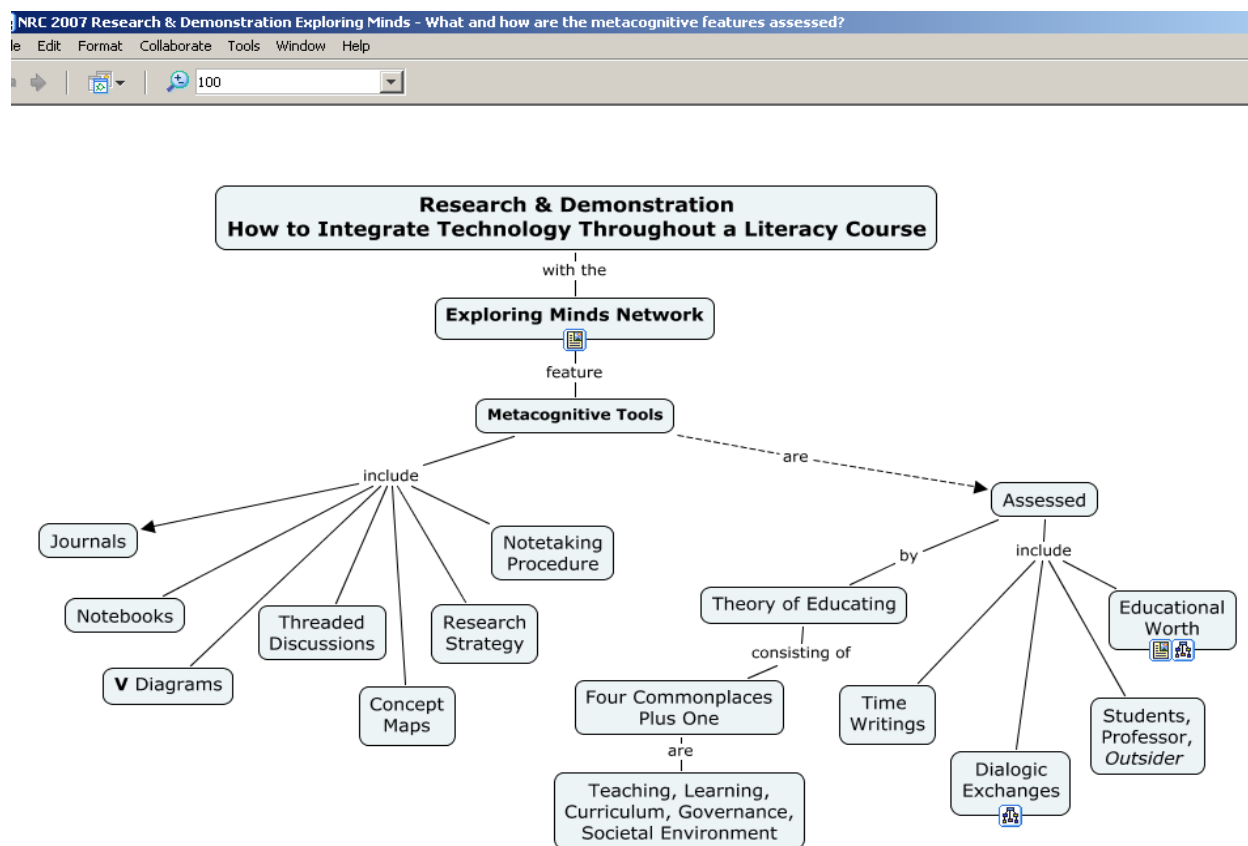 NRC 2007 Research & Demonstration Exploring Minds - What and how are the metacognitive features assessed?
Edit Format Collaborate Tools Window Help
100
Research & Demonstration
How to Integrate Technology Throughout a Literacy Course
with the
Exploring Minds Network
feature
Metacognitive Tools
include
Journals
Notebooks
V Diagrams
Threaded
Discussions
Concept
Maps
Research
Strategy
Notetaking
Procedure
are
Assessed
by
Theory of Educating
consisting of
Four Commonplaces
Plus One
are
Teaching, Learning,
Curriculum, Governance,
Societal Environment
include
Time
Writings
Dialogic
Exchanges
Students,
Professor,
Outsider
Educational
Worth